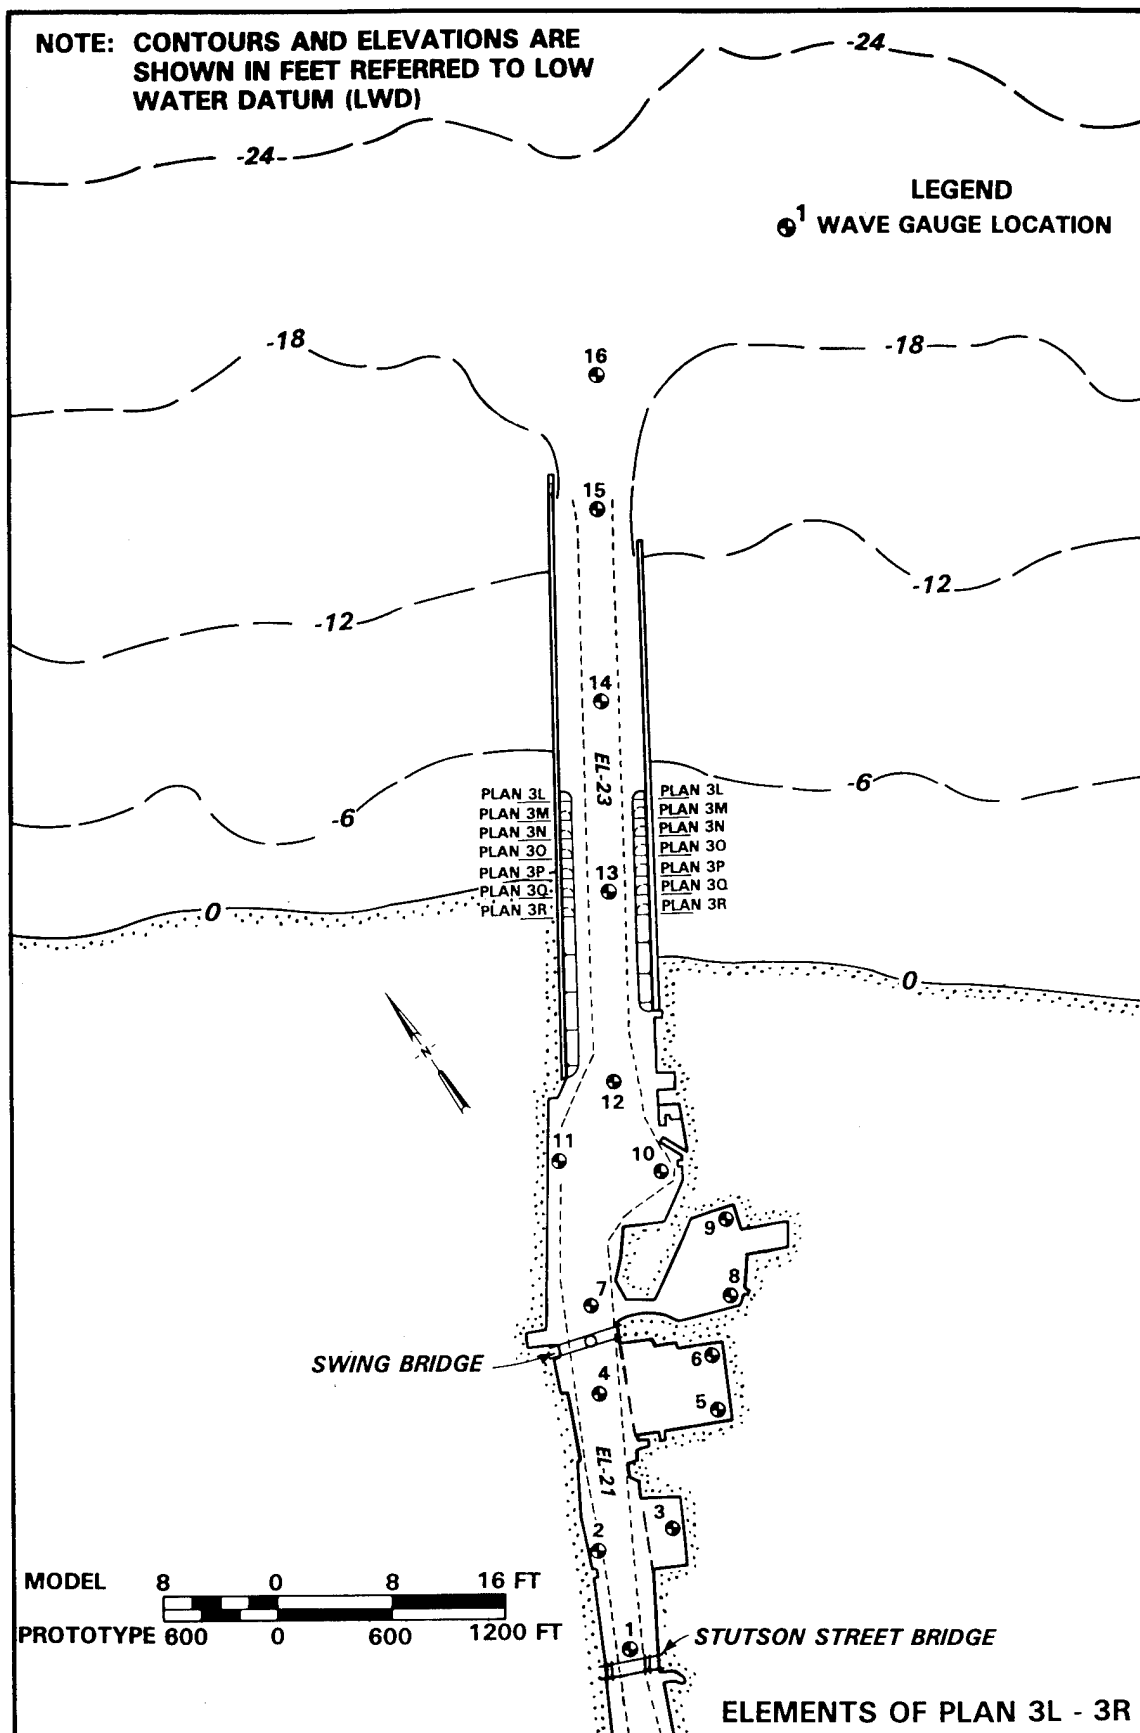 NOTE: CONTOURS AND ELEVATIONS ARE
SHOWN IN FEET REFERRED TO LOW
WATER DATUM (LWD)
-24
-24
LEGEND
1 WAVE GAUGE LOCATION
-18
-18
16
15
-12
-12
14
EL-23
-6
-6
PLAN 3L
PLAN 3M
PLAN 3N
PLAN 3O
PLAN 3P
PLAN 3Q
PLAN 3R
PLAN 3L
PLAN 3M
PLAN 3N
PLAN 3O
PLAN 3P
PLAN 3Q
PLAN 3R
13
0
0
N
12
11
10
9
8
7
SWING BRIDGE
6
4
5
EL-21
3
2
MODEL 8 0 8 16 FT
PROTOTYPE 600 0 600 1200 FT
1
STUTSON STREET BRIDGE
ELEMENTS OF PLAN 3L - 3R